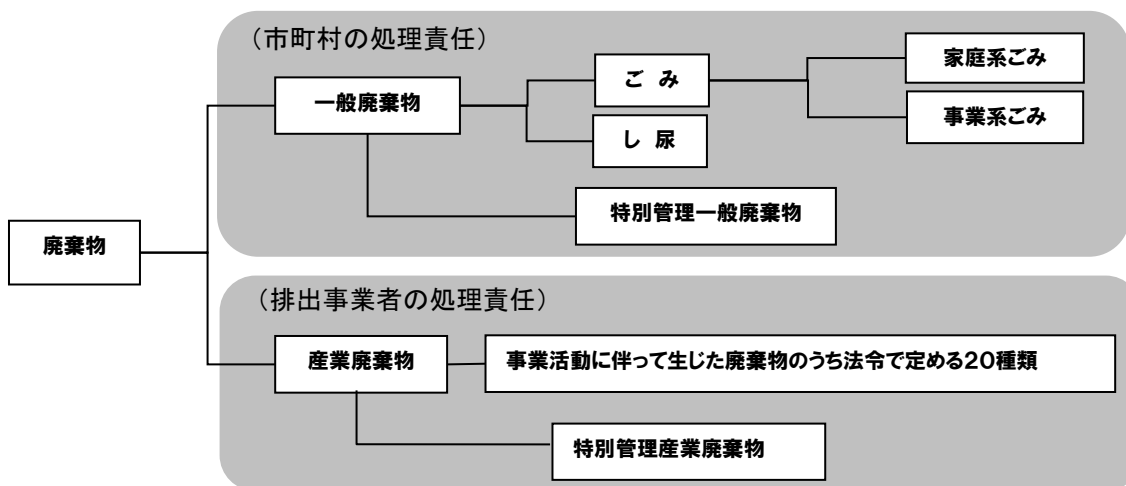 （市町村の処理責任）
一般廃棄物
ご み
家庭系ごみ
事業系ごみ
し 尿
特別管理一般廃棄物
廃棄物
（排出事業者の処理責任）
産業廃棄物
事業活動に伴って生じた廃棄物のうち法令で定める２０種類
特別管理産業廃棄物